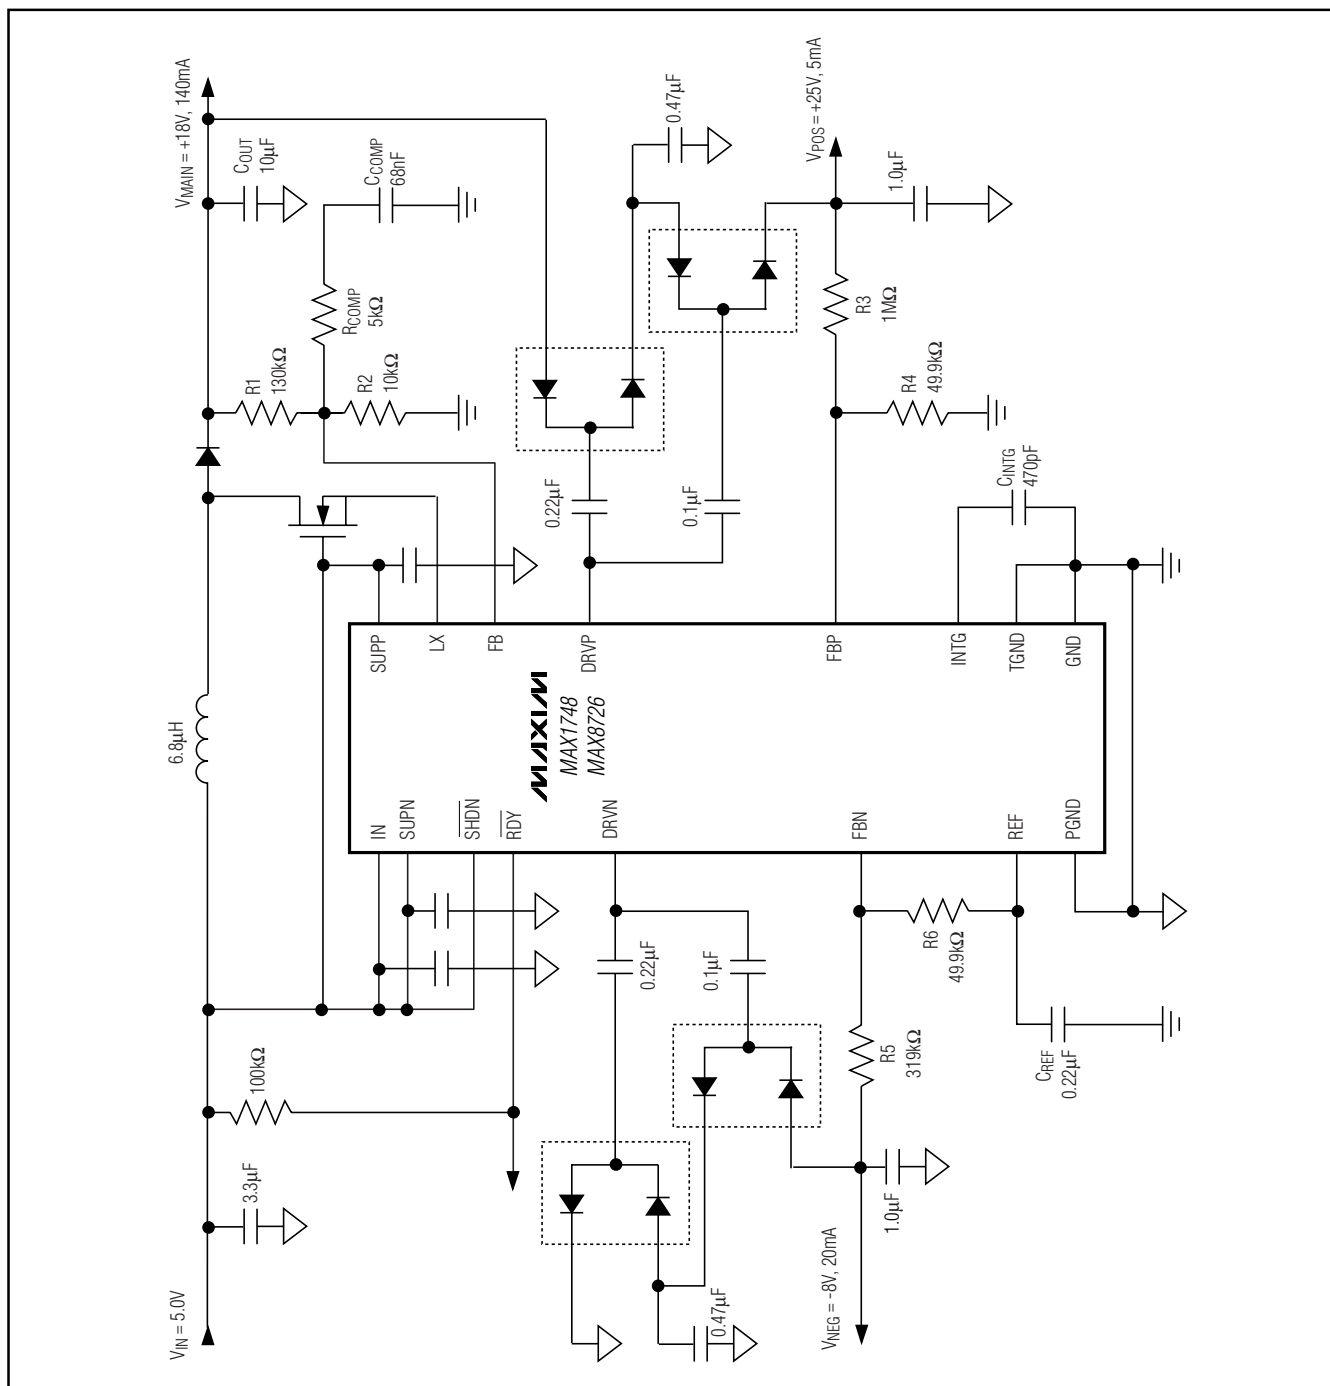 VIN = 5.0V
3.3µF
100kΩ
6.8µH
VMAIN = +18V, 140mA
COUT
10µF
R1
130kΩ
R2
10kΩ
RCOMP
5kΩ
CCOMP
68nF
0.47µF
0.22µF
0.1µF
VPOS = +25V, 5mA
1.0µF
R3
1MΩ
R4
49.9kΩ
CINTG
470pF
SUPP
LX
FB
DRVP
FBP
INTG
TGND
GND
MAXIM
MAX1748
MAX8726
IN
SUPN
SHDN
RDY
DRVN
FBN
REF
PGND
0.22µF
0.1µF
R6
49.9kΩ
R5
319kΩ
CREF
0.22µF
1.0µF
0.47µF
VNEG = -8V, 20mA